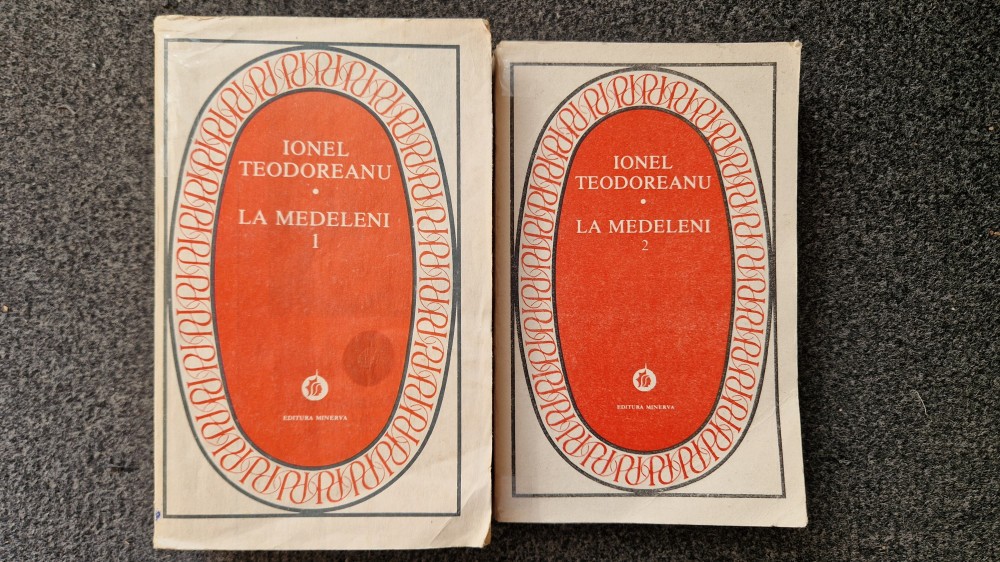 IONEL
TEODOREANU
•
LA MEDELENI
1
EDITURA MINERVA
IONEL
TEODOREANU
•
LA MEDELENI
2
EDITURA MINERVA